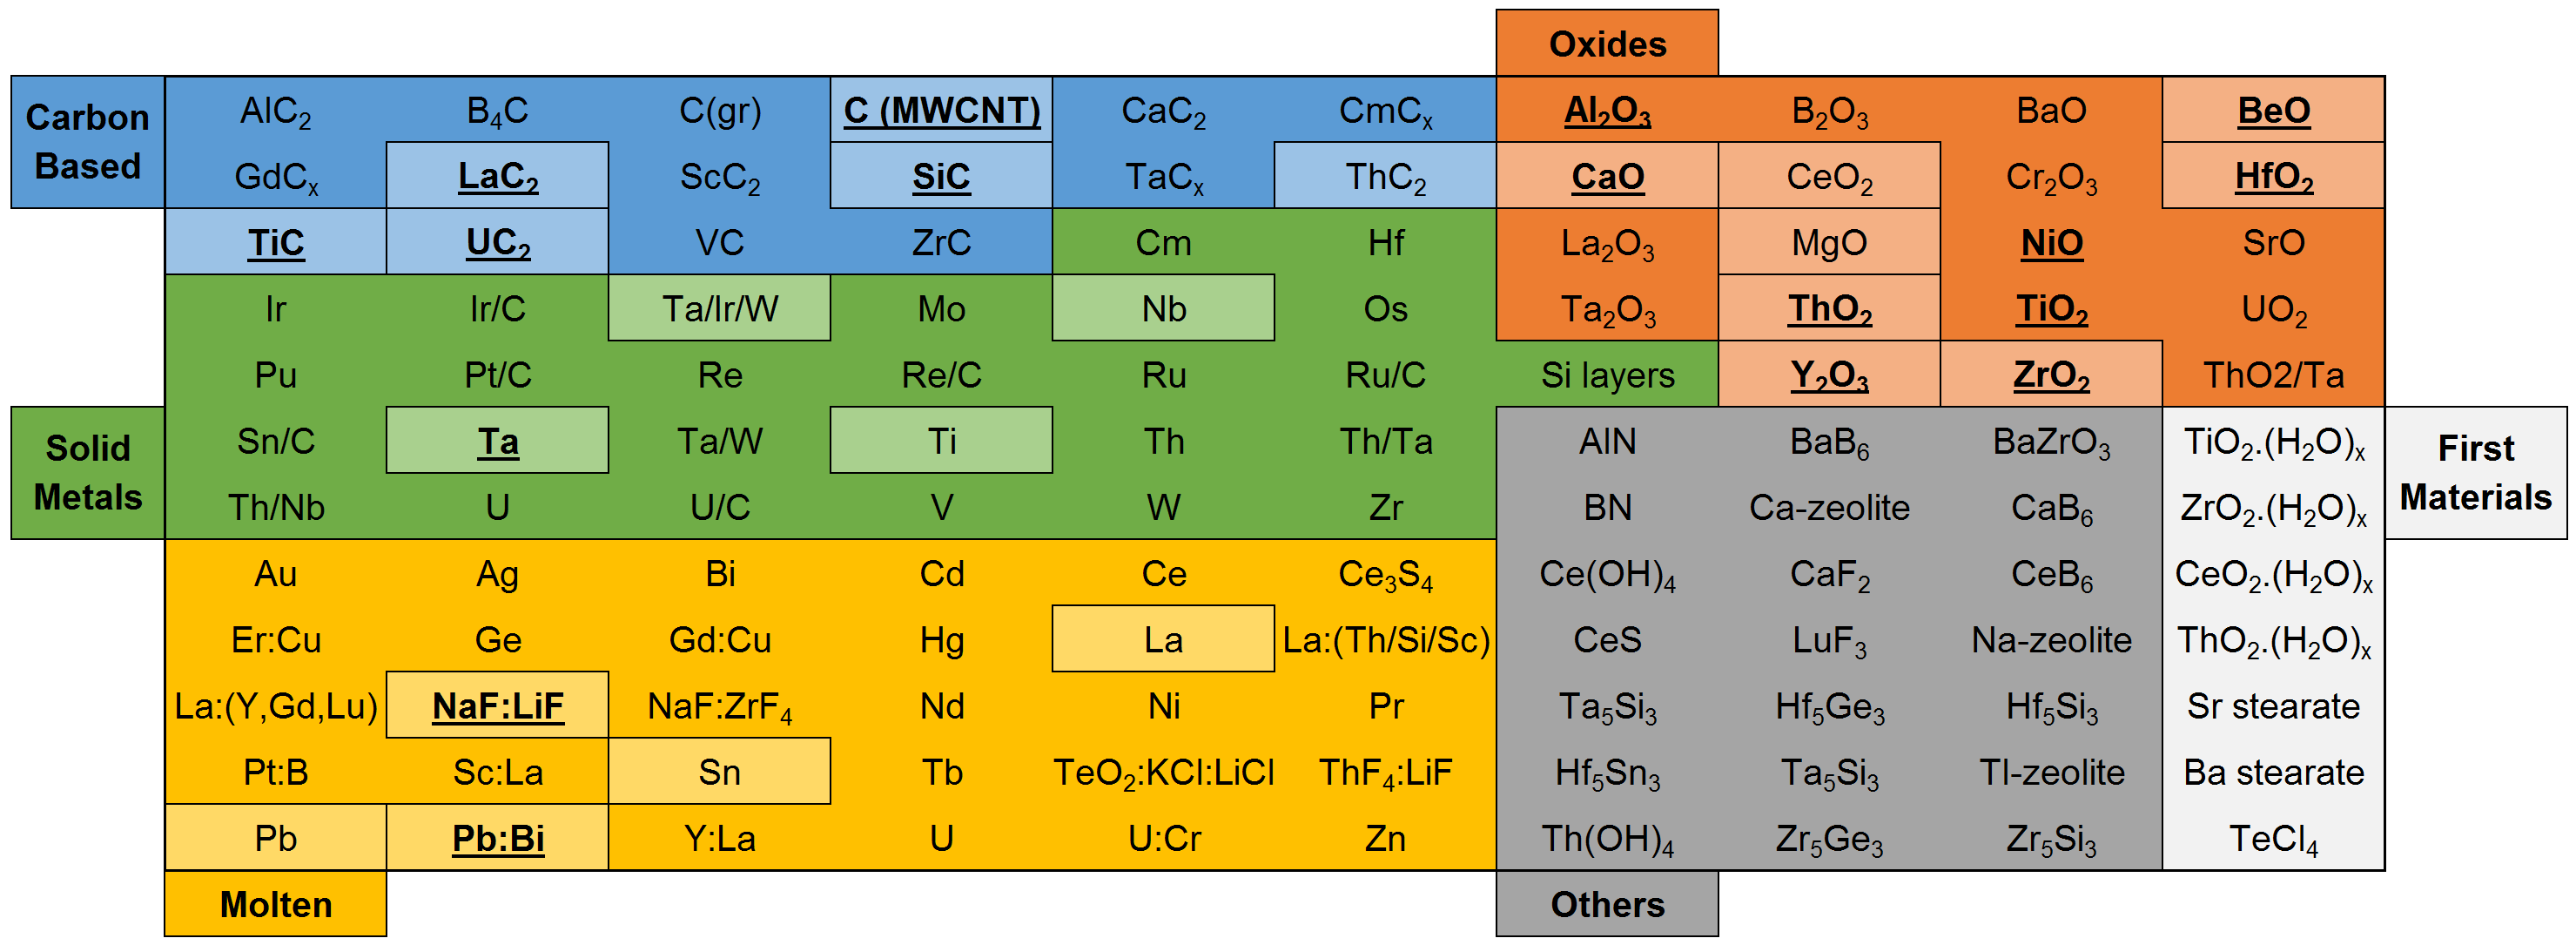 Oxides
Carbon Based AlC₂ B₄C C(gr) C (MWCNT) CaC₂ CmCₓ Al₂O₃ B₂O₃ BaO BeO
GdCₓ LaC₂ ScC₂ SiC TaCₓ ThC₂ CaO CeO₂ Cr₂O₃ HfO₂
TiC UC₂ VC ZrC Cm Hf La₂O₃ MgO NiO SrO
Ir Ir/C Ta/Ir/W Mo Nb Os Ta₂O₃ ThO₂ TiO₂ UO₂
Pu Pt/C Re Re/C Ru Ru/C Si layers Y₂O₃ ZrO₂ ThO2/Ta
Solid Metals Sn/C Ta Ta/W Ti Th Th/Ta AlN BaB₆ BaZrO₃ TiO₂.(H₂O)ₓ First Materials
Th/Nb U U/C V W Zr BN Ca-zeolite CaB₆ ZrO₂.(H₂O)ₓ
Au Ag Bi Cd Ce Ce₃S₄ Ce(OH)₄ CaF₂ CeB₆ CeO₂.(H₂O)ₓ
Er:Cu Ge Gd:Cu Hg La La:(Th/Si/Sc) CeS LuF₃ Na-zeolite ThO₂.(H₂O)ₓ
La:(Y,Gd,Lu) NaF:LiF NaF:ZrF₄ Nd Ni Pr Ta₅Si₃ Hf₅Ge₃ Hf₅Si₃ Sr stearate
Pt:B Sc:La Sn Tb TeO₂:KCl:LiCl ThF₄:LiF Hf₅Sn₃ Ta₅Si₃ Tl-zeolite Ba stearate
Pb Pb:Bi Y:La U U:Cr Zn Th(OH)₄ Zr₅Ge₃ Zr₅Si₃ TeCl₄
Molten Others